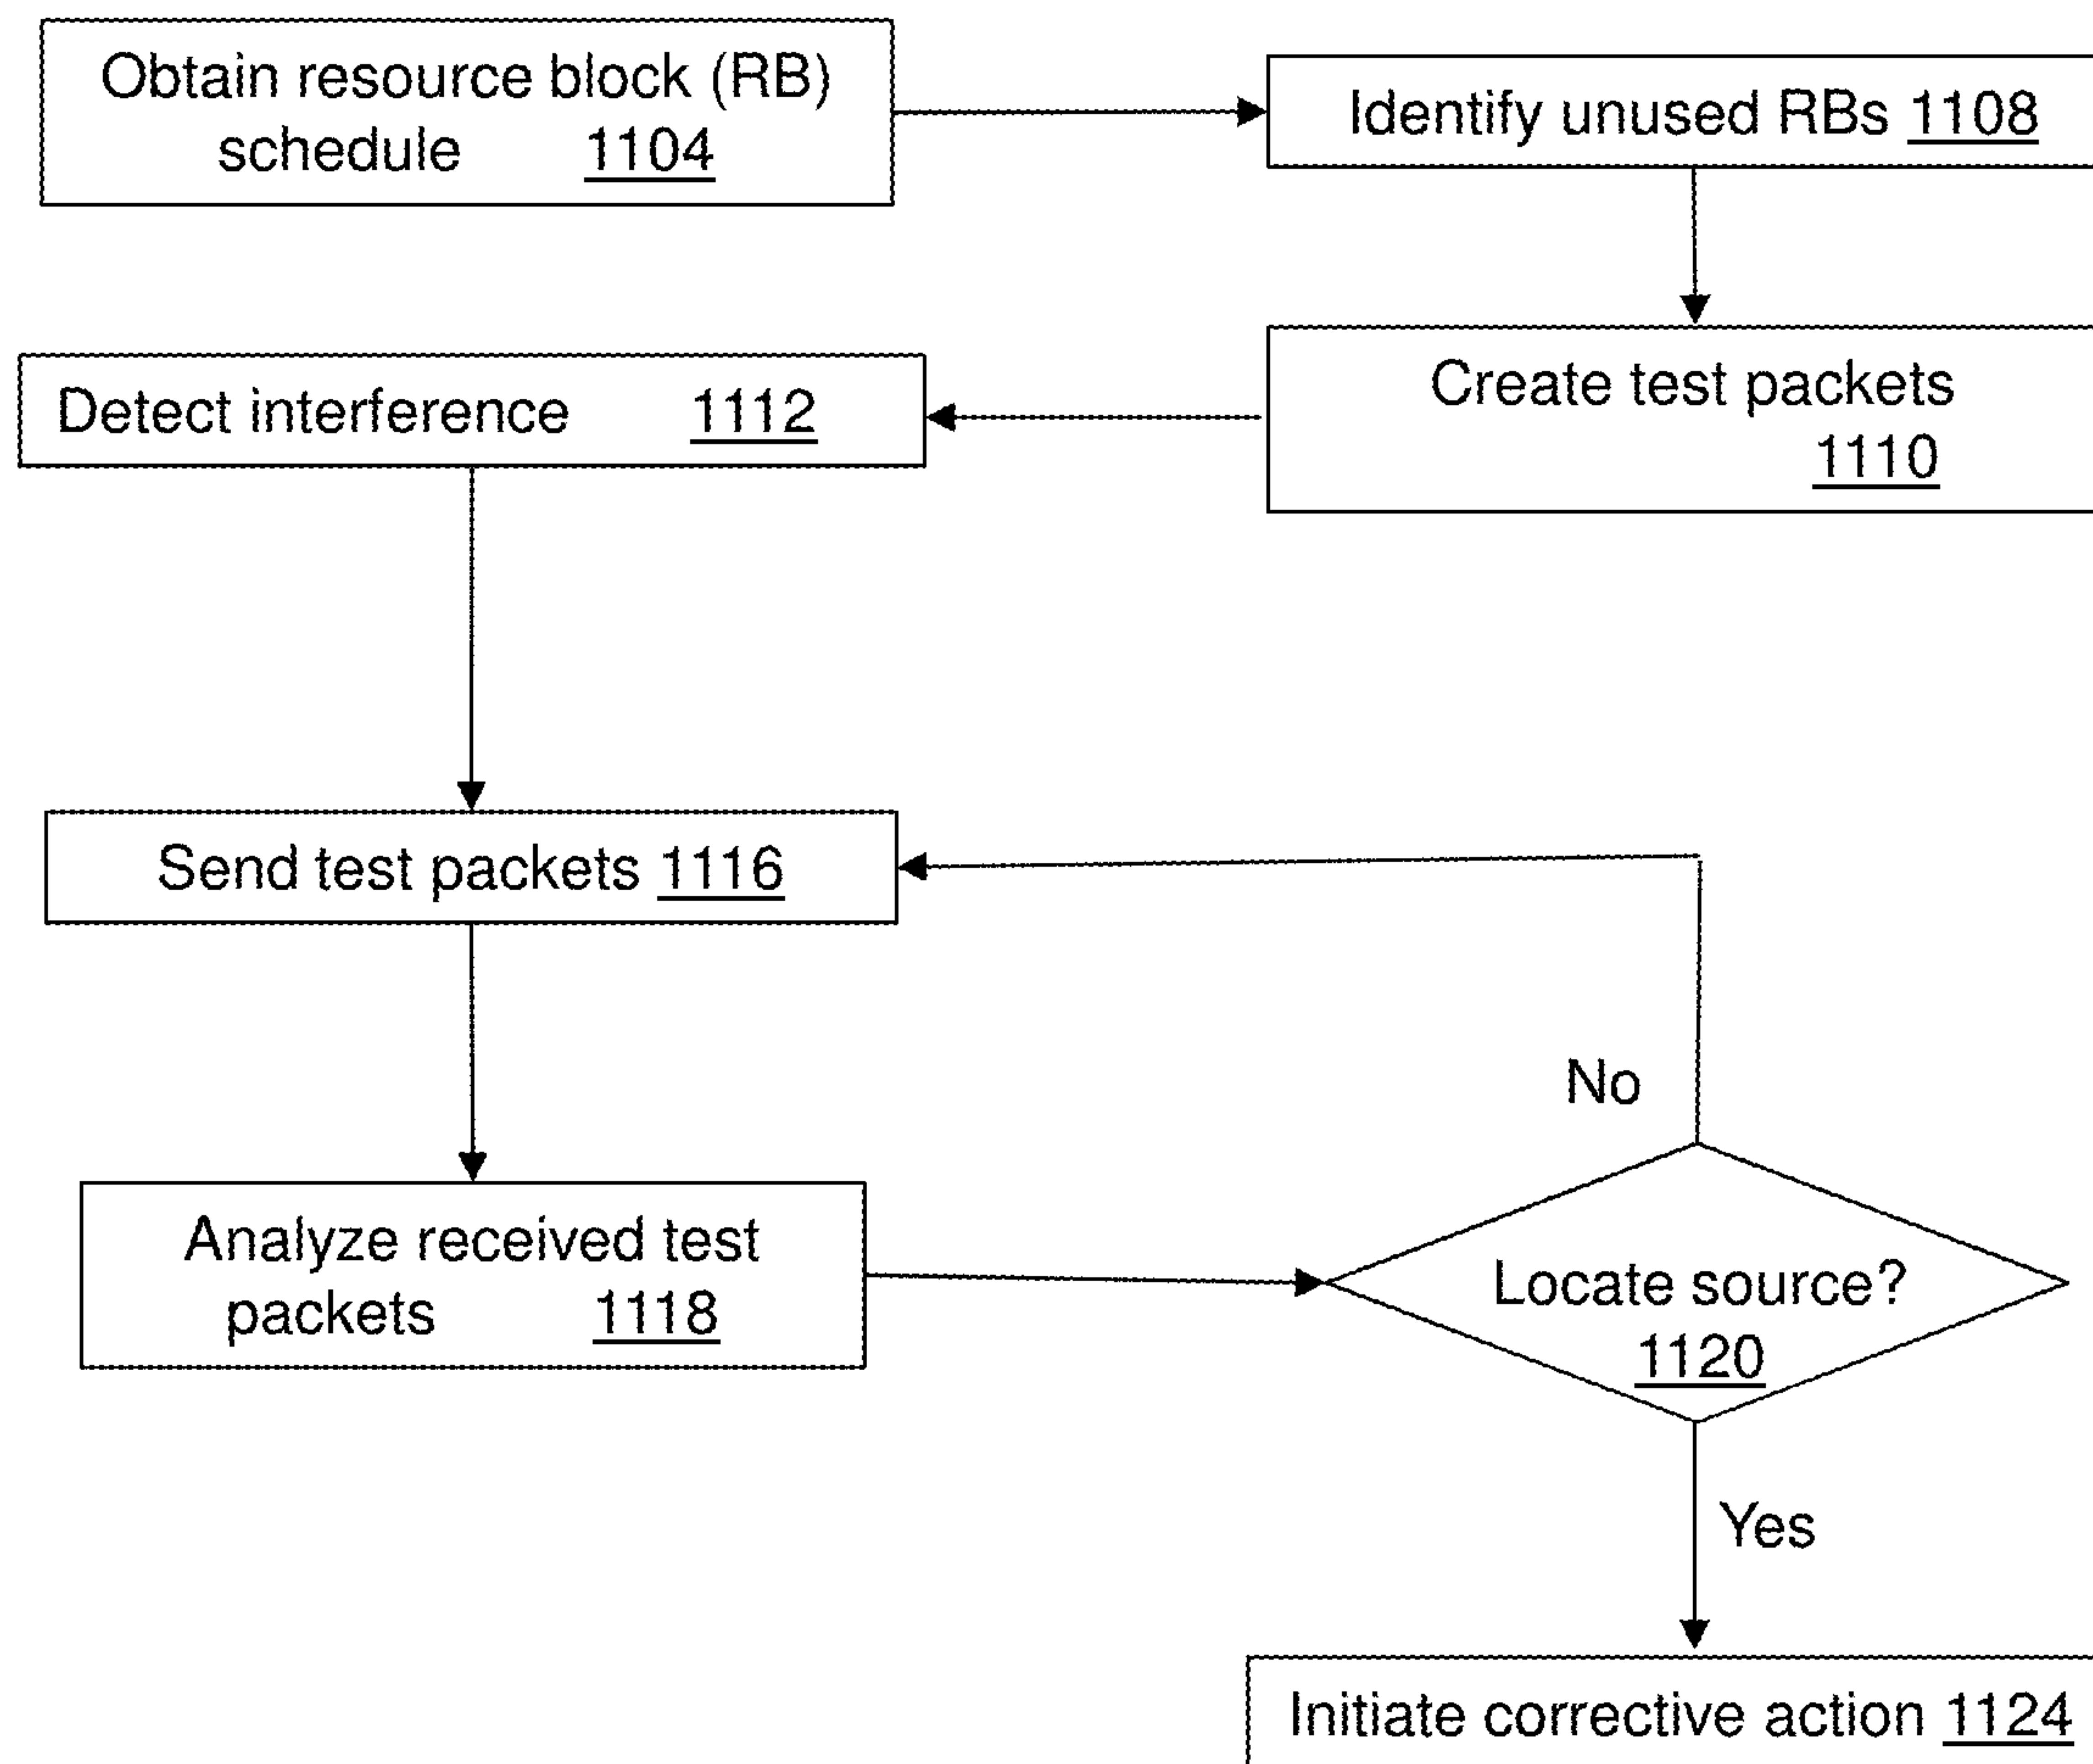 Obtain resource block (RB)
schedule 1104
Identify unused RBs 1108
Create test packets
1110
Detect interference 1112
Send test packets 1116
No
Analyze received test
packets 1118
Locate source?
1120
Yes
Initiate corrective action 1124